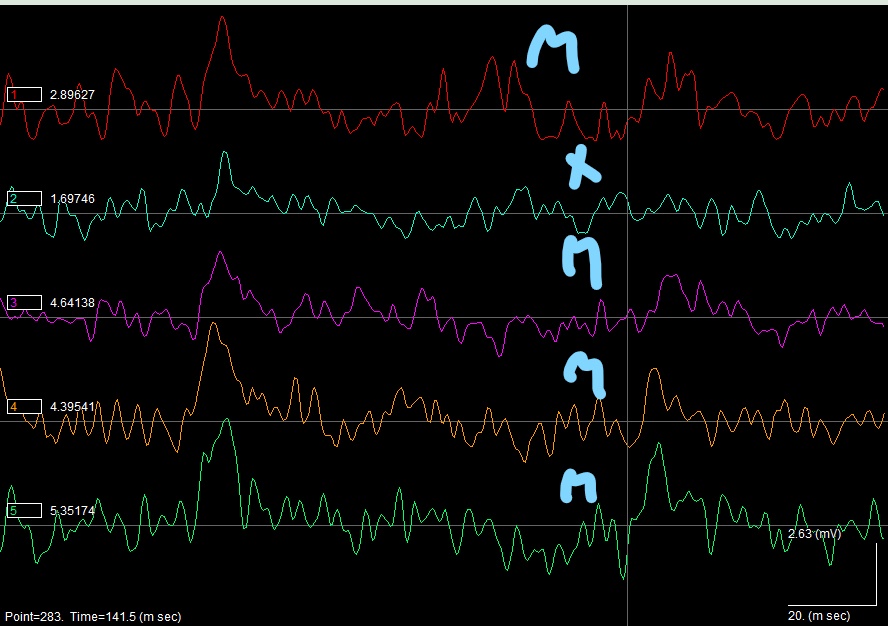 M
1 2.89627
X
2 1.69746
M
3 4.64138
M
4 4.39541
M
5 5.35174
2.63 (mV)
Point=283. Time=141.5 (m sec) 20. (m sec)